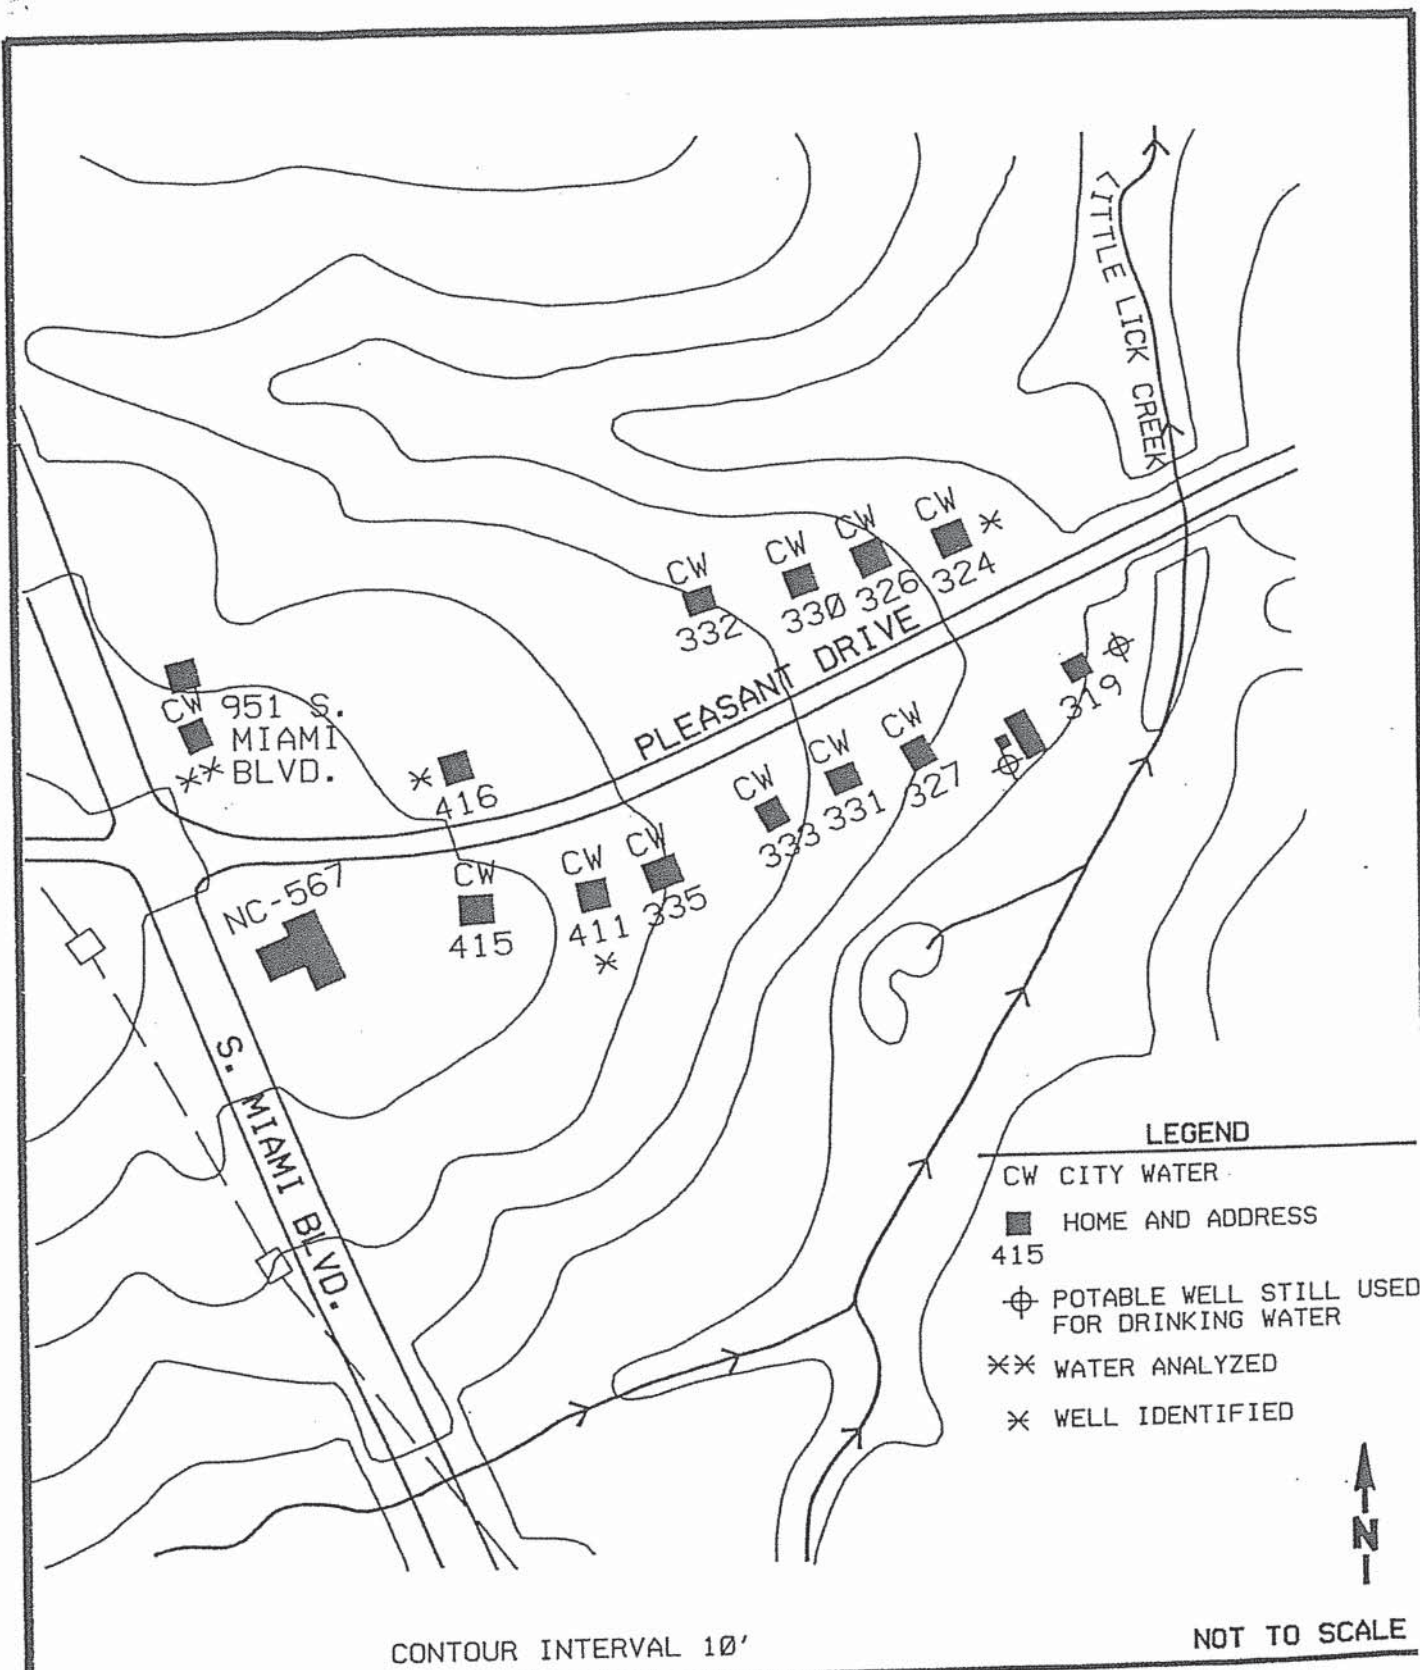 LITTLE LICK CREEK
CW
CW
CW
CW
332
330
326
324
PLEASANT DRIVE
319
CW
951 S.
MIAMI
BLVD.
** 
*
416
CW
CW
CW
333
331
327
NC-567
CW
415
CW
411
*
CW
335
S. MIAMI BLVD.
LEGEND
CW CITY WATER
HOME AND ADDRESS
415
POTABLE WELL STILL USED
FOR DRINKING WATER
** WATER ANALYZED
* WELL IDENTIFIED
N
CONTOUR INTERVAL 10'
NOT TO SCALE